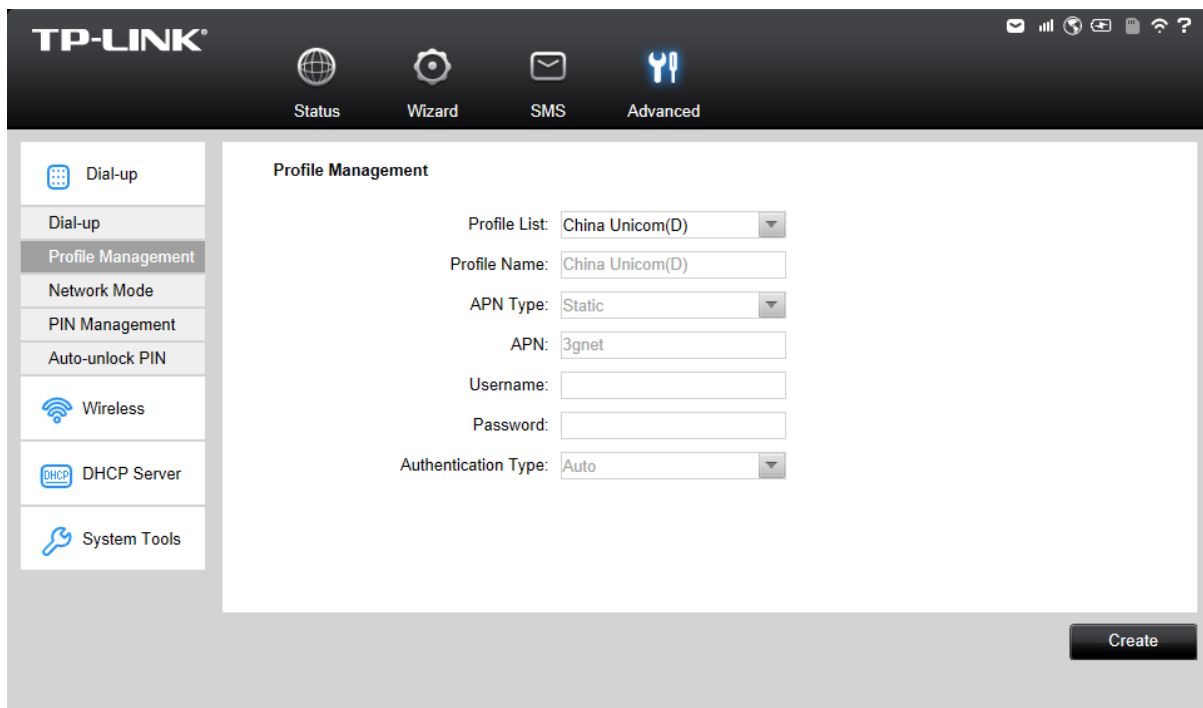 TP-LINK®
Status Wizard SMS Advanced
Dial-up
Dial-up
Profile Management
Network Mode
PIN Management
Auto-unlock PIN
Wireless
DHCP DHCP Server
System Tools
Profile Management
Profile List: China Unicom(D)
Profile Name: China Unicom(D)
APN Type: Static
APN: 3gnet
Username:
Password:
Authentication Type: Auto
Create